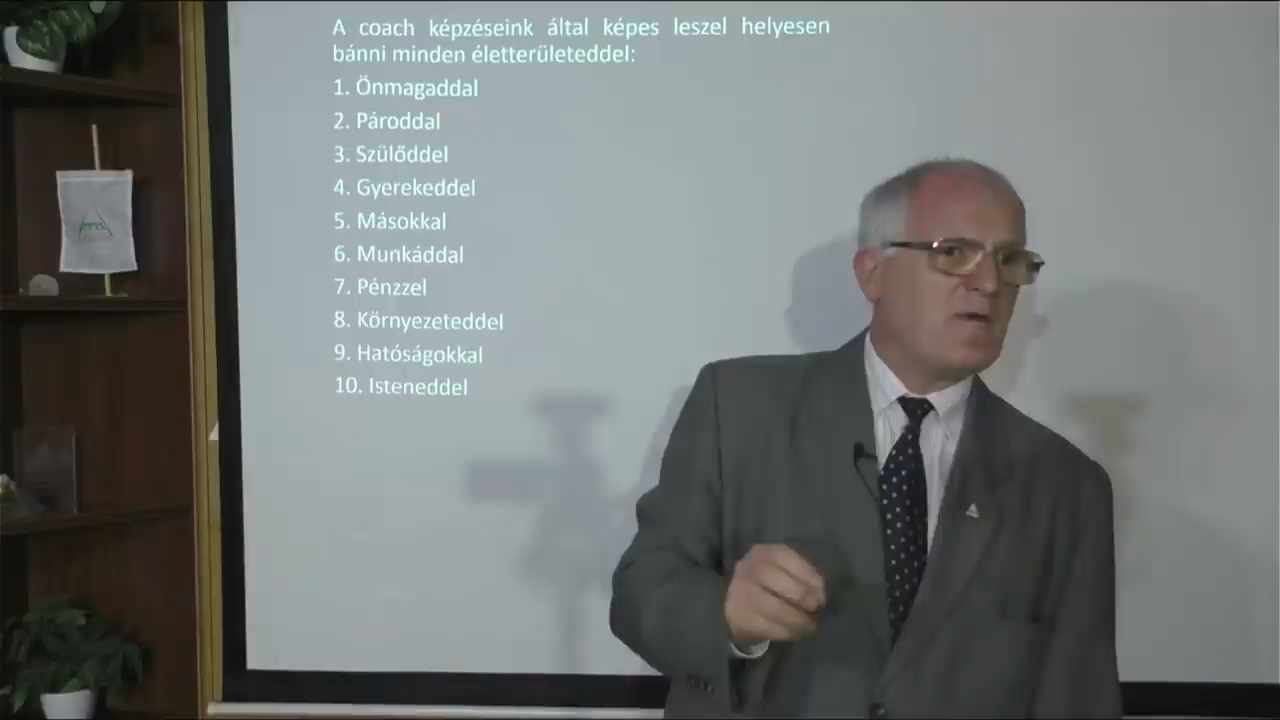 A coach képzéseink által képes leszel helyesen
bánni minden életterületeddel:
1. Önmagaddal
2. Pároddal
3. Szülőddel
4. Gyerekeddel
5. Másokkal
6. Munkáddal
7. Pénzzel
8. Környezeteddel
9. Hatóságokkal
10. Isteneddel